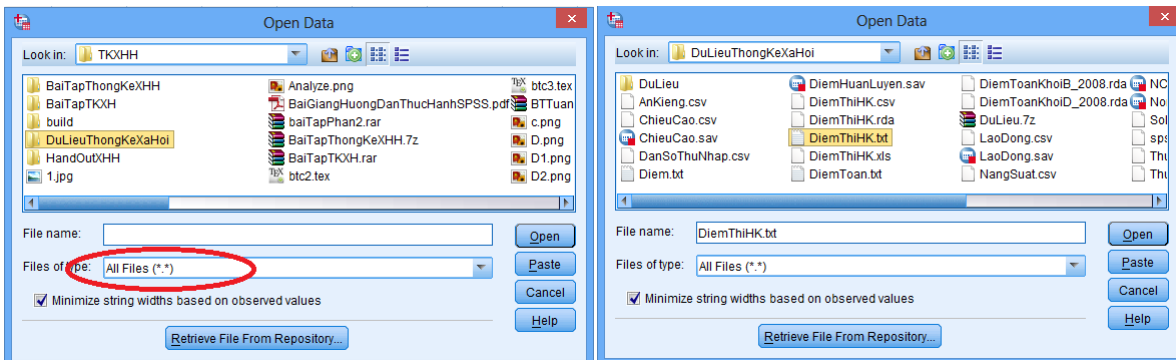 Open Data
Look in: TKXHH
BaiTapThongKeXHH
BaiTapTKXH
build
DuLieuThongKeXaHoi
HandOutXHH
1.jpg
Analyze.png
BaiGiangHuongDanThucHanhSPSS.pdf
baiTapPhan2.rar
BaiTapThongKeXHH.7z
BaiTapTKXH.rar
btc2.tex
btc3.tex
BTTuan
c.png
D.png
D1.png
D2.png
File name:
Open
Files of type: All Files (*.*)
Paste
Minimize string widths based on observed values
Cancel
Help
Retrieve File From Repository...
Open Data
Look in: DuLieuThongKeXaHoi
DuLieu
AnKieng.csv
ChieuCao.csv
ChieuCao.sav
DanSoThuNhap.csv
Diem.txt
DiemHuanLuyen.sav
DiemThiHK.csv
DiemThiHK.rda
DiemThiHK.txt
DiemThiHK.xls
DiemToan.txt
DiemToanKhoiB_2008.rda
DiemToanKhoiD_2008.rda
DuLieu.7z
LaoDong.csv
LaoDong.sav
NangSuat.csv
NC
No
Sol
sps
Thu
Thu
File name: DiemThiHK.txt
Open
Files of type: All Files (*.*)
Paste
Minimize string widths based on observed values
Cancel
Help
Retrieve File From Repository...